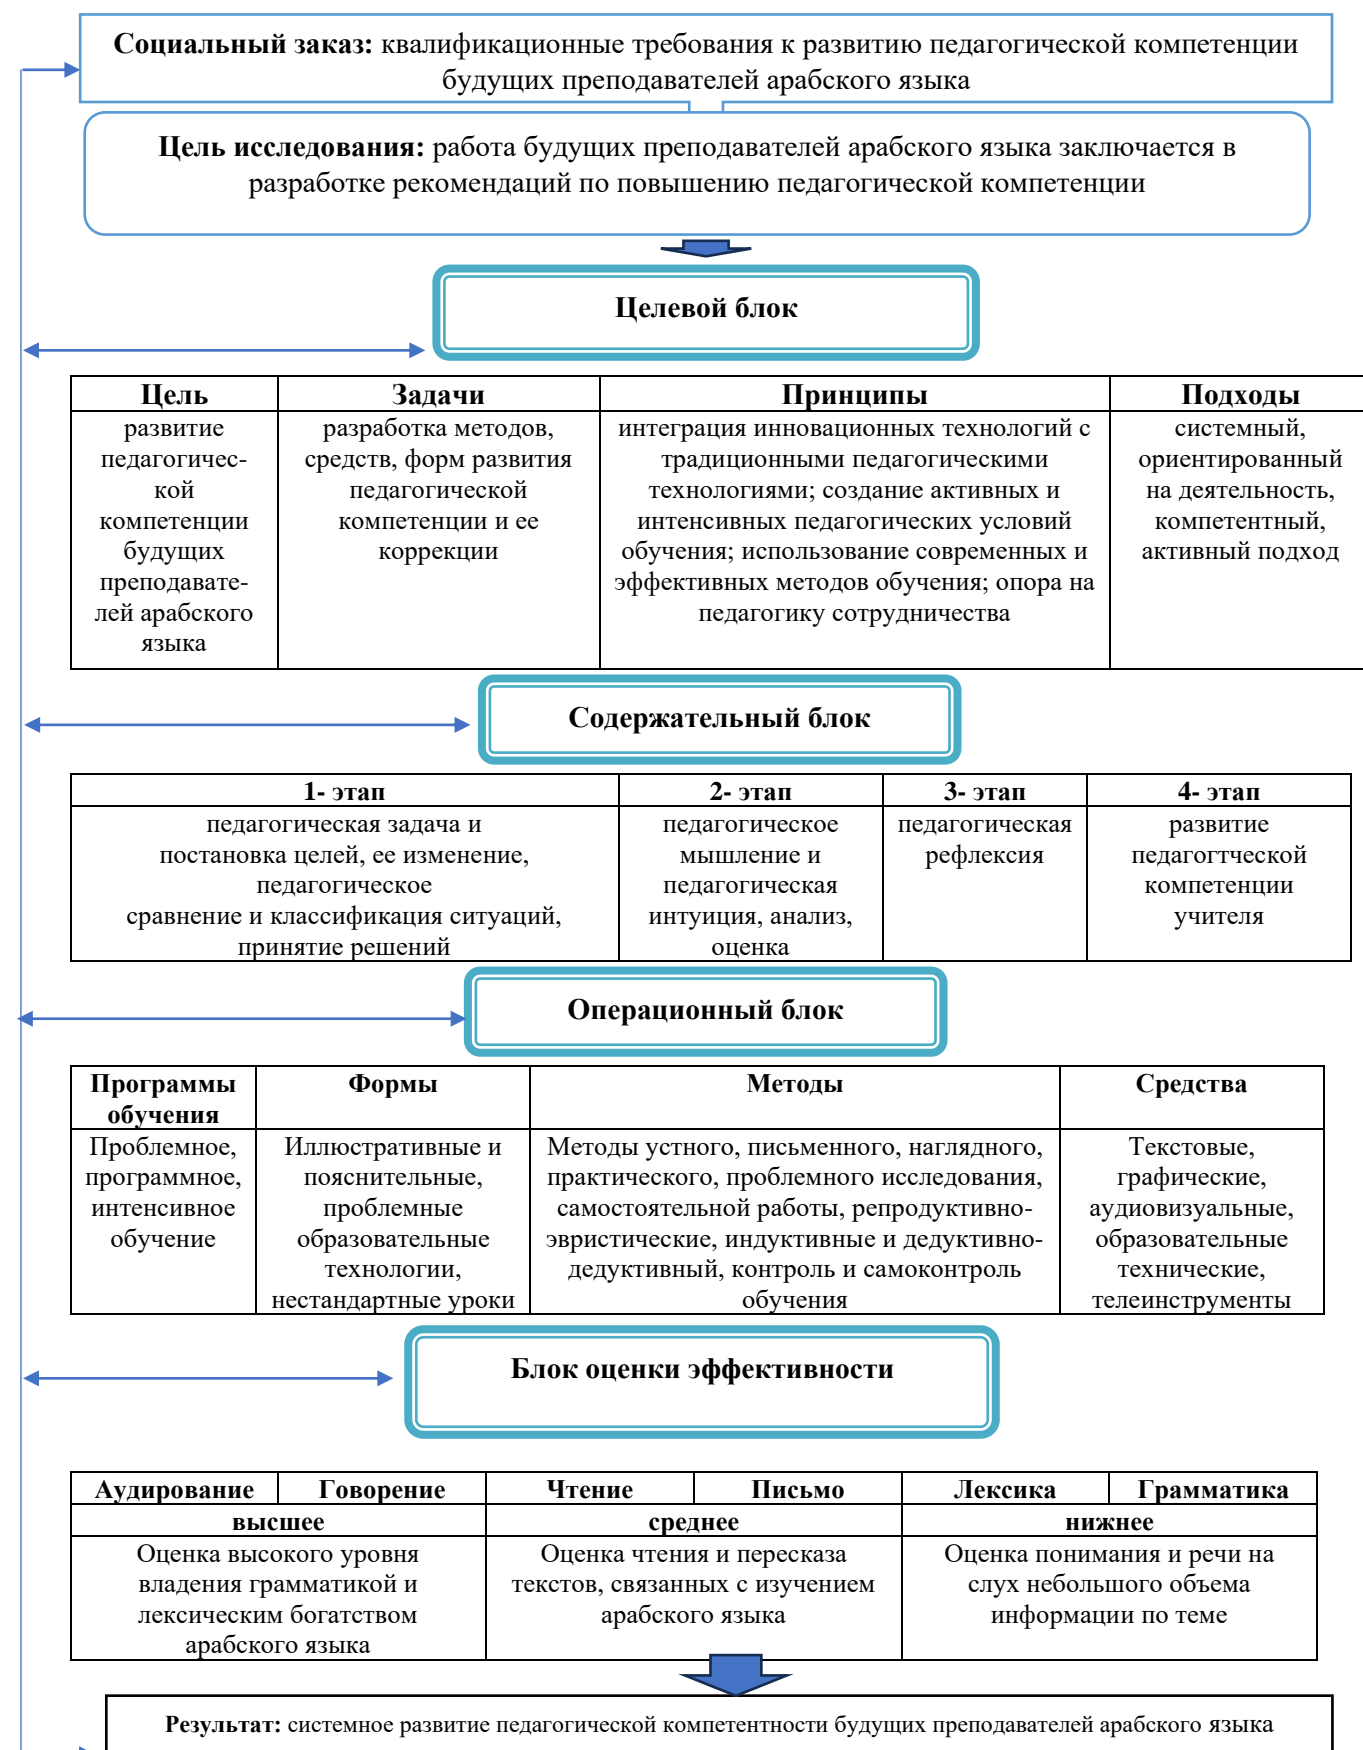 Социальный заказ: квалификационные требования к развитию педагогической компетенции
будущих преподавателей арабского языка
Цель исследования: работа будущих преподавателей арабского языка заключается в
разработке рекомендаций по повышению педагогической компетенции
Целевой блок
Цель
развитие
педагогичес-
кой
компетенции
будущих
преподавате-
лей арабского
языка
Задачи
разработка методов,
средств, форм развития
педагогической
компетенции и ее
коррекции
Принципы
интеграция инновационных технологий с
традиционными педагогическими
технологиями; создание активных и
интенсивных педагогических условий
обучения; использование современных и
эффективных методов обучения; опора на
педагогику сотрудничества
Подходы
системный,
ориентированный
на деятельность,
компетентный,
активный подход
Содержательный блок
1- этап
педагогическая задача и
постановка целей, ее изменение,
педагогическое
сравнение и классификация ситуаций,
принятие решений
2- этап
педагогическое
мышление и
педагогическая
интуиция, анализ,
оценка
3- этап
педагогическая
рефлексия
4- этап
развитие
педагогтческой
компетенции
учителя
Операционный блок
Программы
обучения
Проблемное,
программное,
интенсивное
обучение
Формы
Иллюстративные и
пояснительные,
проблемные
образовательные
технологии,
нестандартные уроки
Методы
Методы устного, письменного, наглядного,
практического, проблемного исследования,
самостоятельной работы, репродуктивно-
эвристические, индуктивные и дедуктивно-
дедуктивный, контроль и самоконтроль
обучения
Средства
Текстовые,
графические,
аудиовизуальные,
образовательные
технические,
телеинструменты
Блок оценки эффективности
Аудирование Говорение Чтение Письмо Лексика Грамматика
высшее среднее нижнее
Оценка высокого уровня
владения грамматикой и
лексическим богатством
арабского языка
Оценка чтения и пересказа
текстов, связанных с изучением
арабского языка
Оценка понимания и речи на
слух небольшого объема
информации по теме
Результат: системное развитие педагогической компетентности будущих преподавателей арабского языка